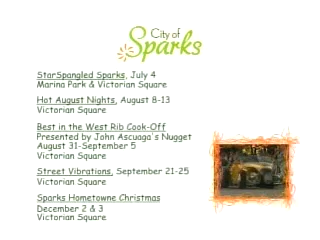 City of
Sparks
StarSpangled Sparks, July 4
Marina Park & Victorian Square
Hot August Nights, August 8-13
Victorian Square
Best in the West Rib Cook-Off
Presented by John Ascuaga's Nugget
August 31-September 5
Victorian Square
Street Vibrations, September 21-25
Victorian Square
Sparks Hometowne Christmas
December 2 & 3
Victorian Square